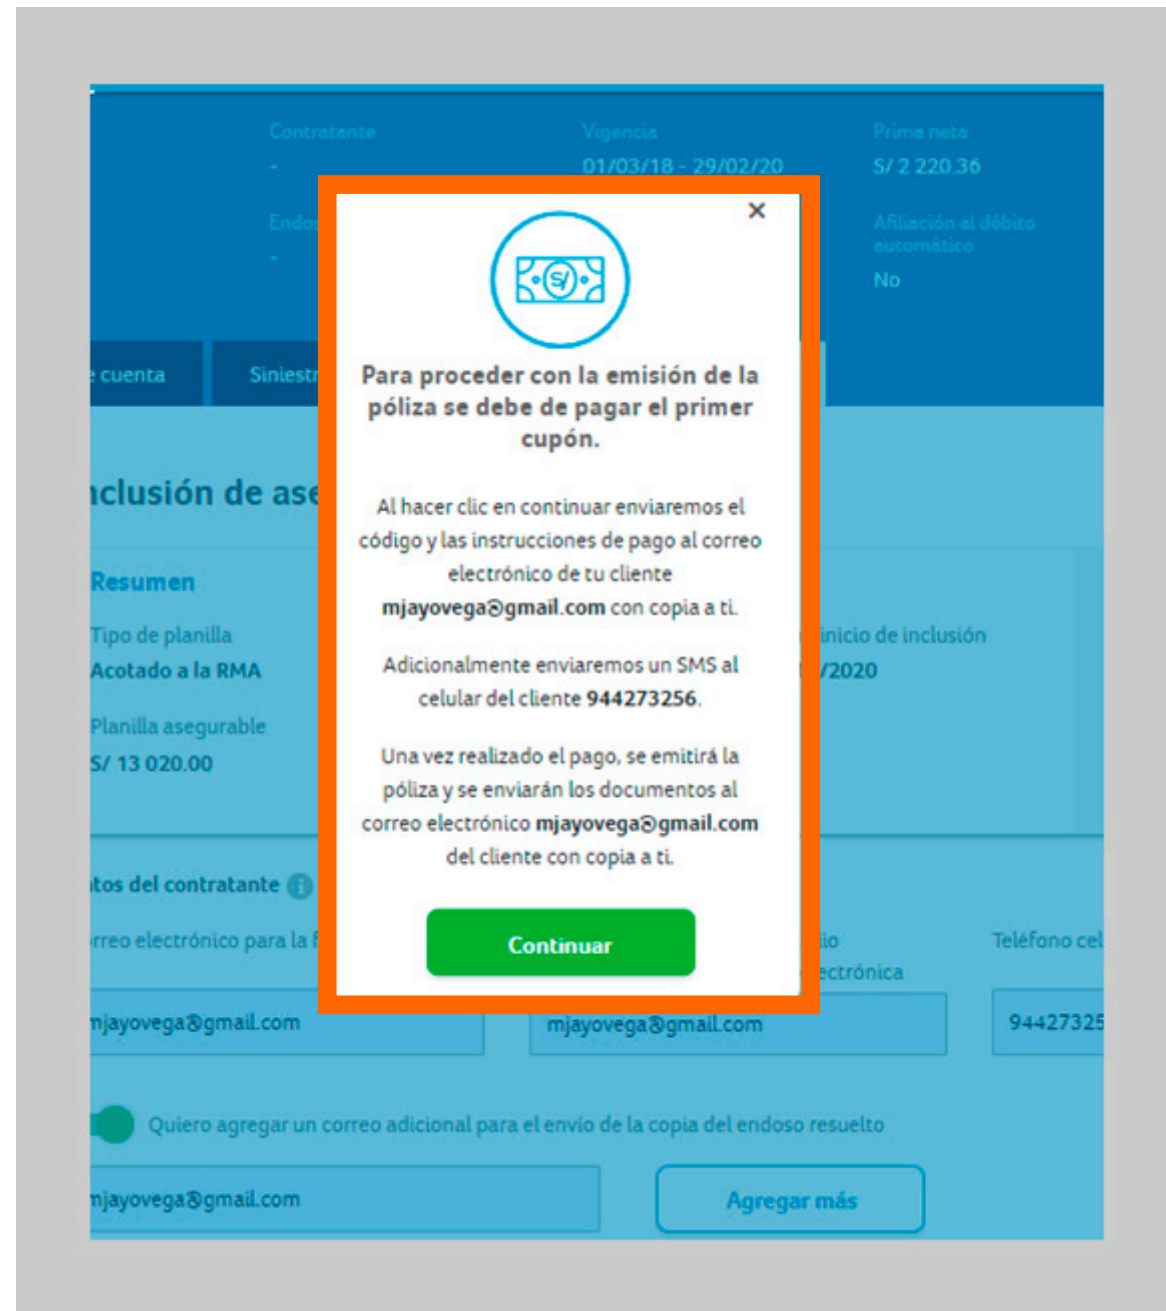 Contratante
-
Vigencia
01/03/18 - 29/02/20
Prima neta
S/ 2 220.36
-
Afiliación al débito
automático
No
cuenta
×
S/
Para proceder con la emisión de la
póliza se debe de pagar el primer
cupón.
Al hacer clic en continuar enviaremos el
código y las instrucciones de pago al correo
electrónico de tu cliente
mjayovega@gmail.com con copia a ti.
Adicionalmente enviaremos un SMS al
celular del cliente 944273256.
Una vez realizado el pago, se emitirá la
póliza y se enviarán los documentos al
correo electrónico mjayovega@gmail.com
del cliente con copia a ti.
Continuar
de
Resumen
Tipo de planilla
Acotado a la RMA
Planilla asegurable
S/ 13 020.00
inicio de inclusión
/2020
del contratante
electrónico para la
Teléfono
mjayovega@gmail.com
mjayovega@gmail.com
94427325
Quiero agregar un correo adicional para el envío de la copia del endoso resuelto
mjayovega@gmail.com
Agregar más